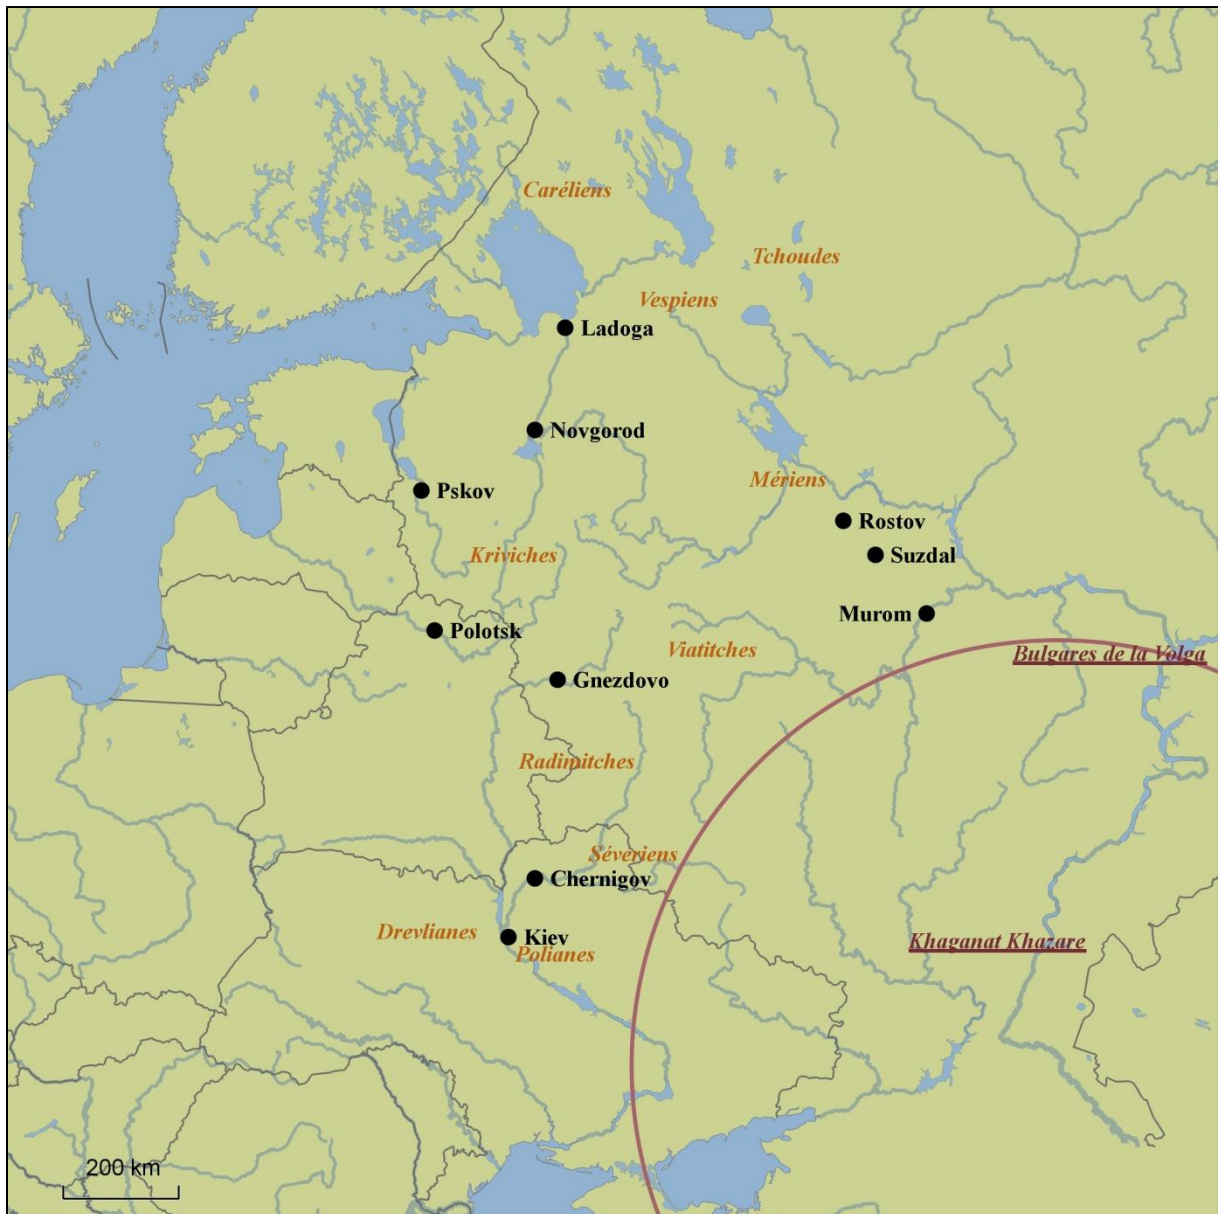 Caréliens
Tchoudes
Vespiens
Ladoga
Novgorod
Mériens
Pskov
Rostov
Kriviches
Suzdal
Murom
Polotsk
Viatitches
Bulgares de la Volga
Gnezdovo
Radimitches
Séveriens
Chernigov
Drevlianes
Kiev
Khaganat Khazare
Polianes
200 km